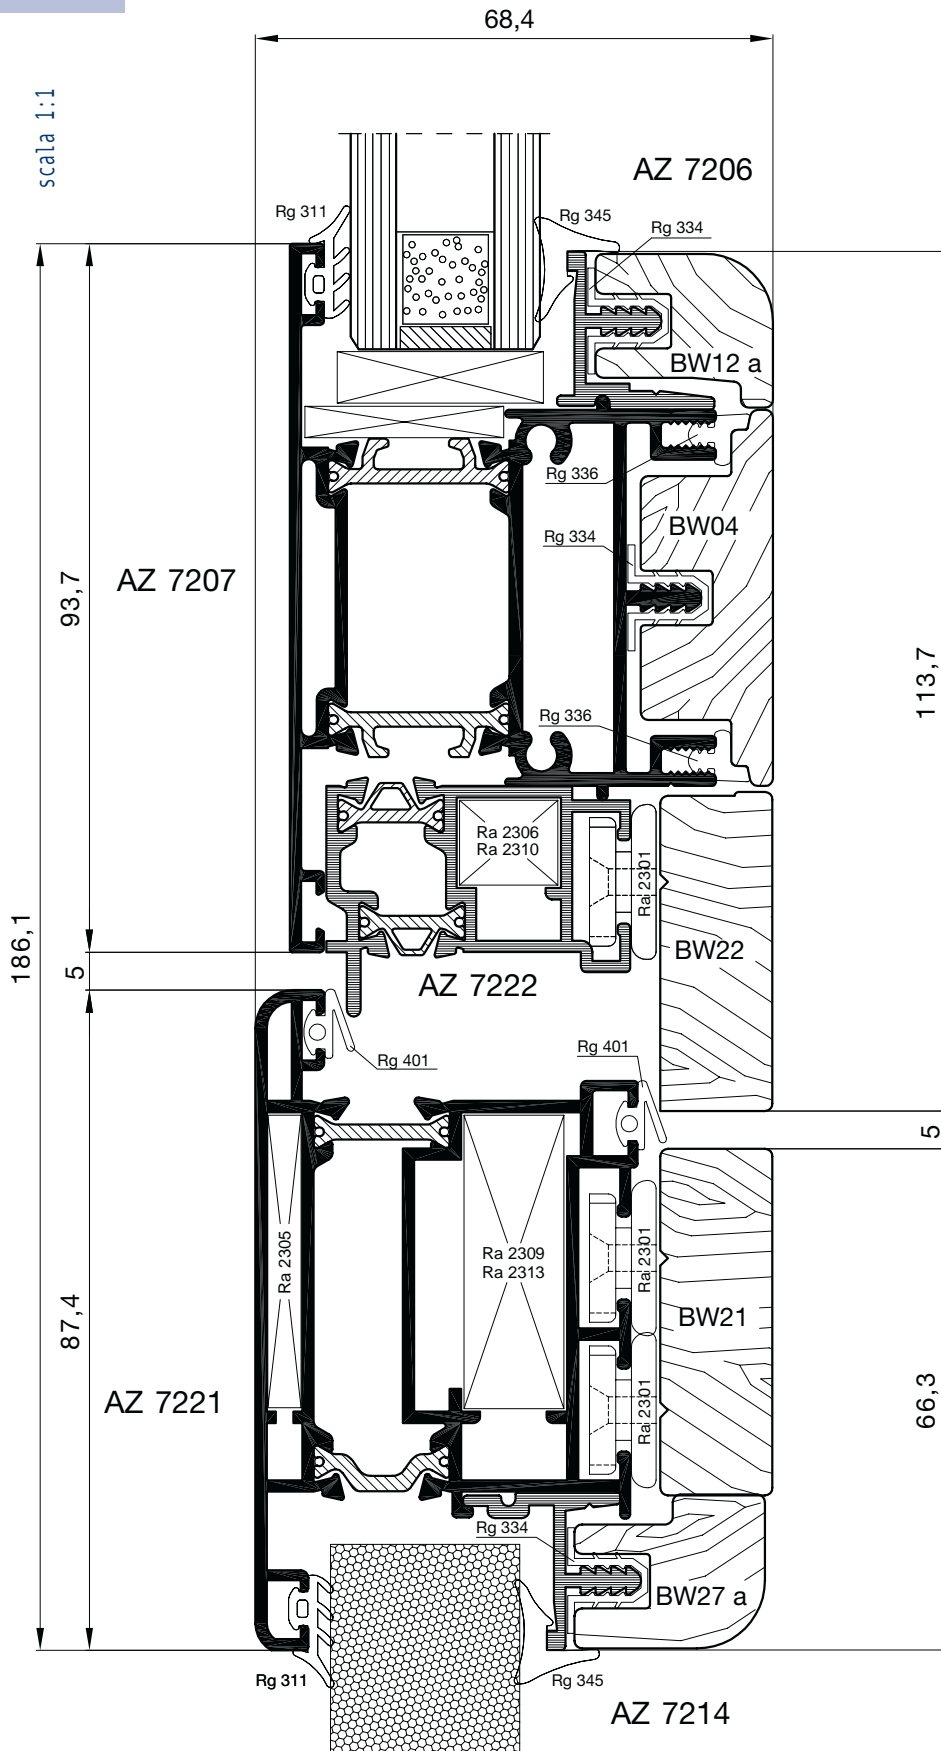 68,4
scala 1:1
AZ 7206
Rg 311
Rg 345
Rg 334
BW12 a
Rg 336
BW04
Rg 334
AZ 7207
93,7
113,7
Rg 336
Ra 2306
Ra 2310
Ra 2301
186,1
BW22
5
AZ 7222
Rg 401
Rg 401
5
Ra 2305
Ra 2309
Ra 2313
Ra 2301
BW21
87,4
AZ 7221
Ra 2301
66,3
Rg 334
BW27 a
Rg 311
Rg 345
AZ 7214